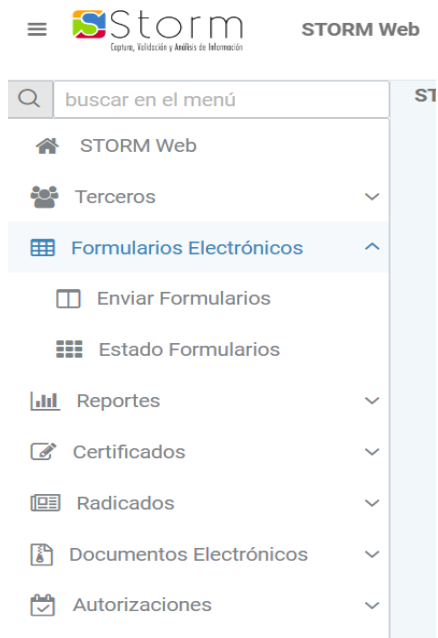 Storm
Captura, Validación y Análisis de Información
STORM Web
buscar en el menú
ST
STORM Web
Terceros
Formularios Electrónicos
Enviar Formularios
Estado Formularios
Reportes
Certificados
Radicados
Documentos Electrónicos
Autorizaciones